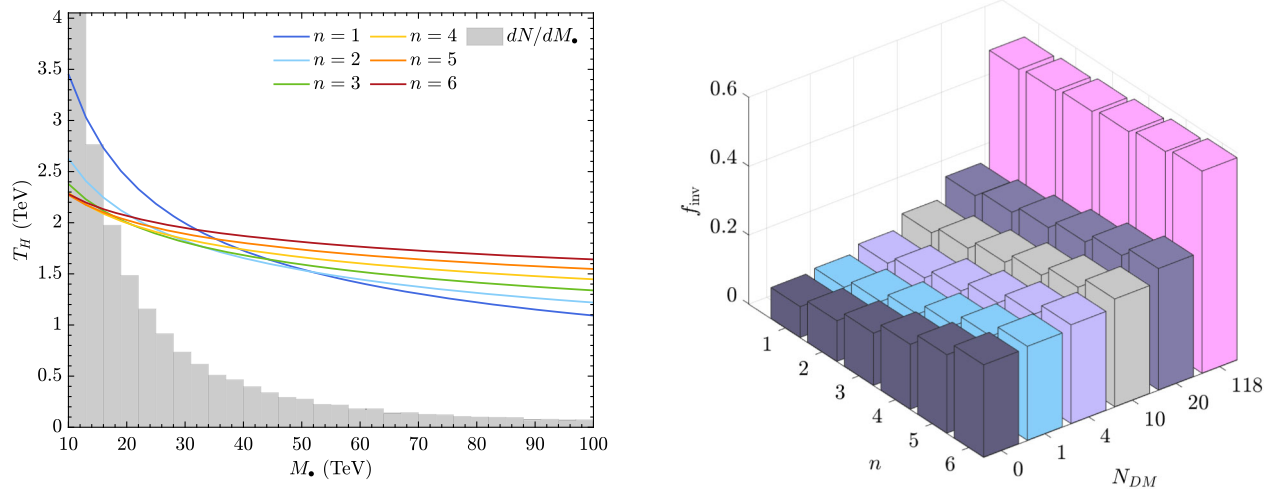 n = 1
n = 4
dN/dM•
n = 2
n = 5
n = 3
n = 6
T_H (TeV)
4
3.5
3
2.5
2
1.5
1
0.5
0
10 20 30 40 50 60 70 80 90 100
M• (TeV)
0.6
0.4
0.2
0
f_inv
1
2
3
4
5
6
n
0
1
4
10
20
118
N_DM